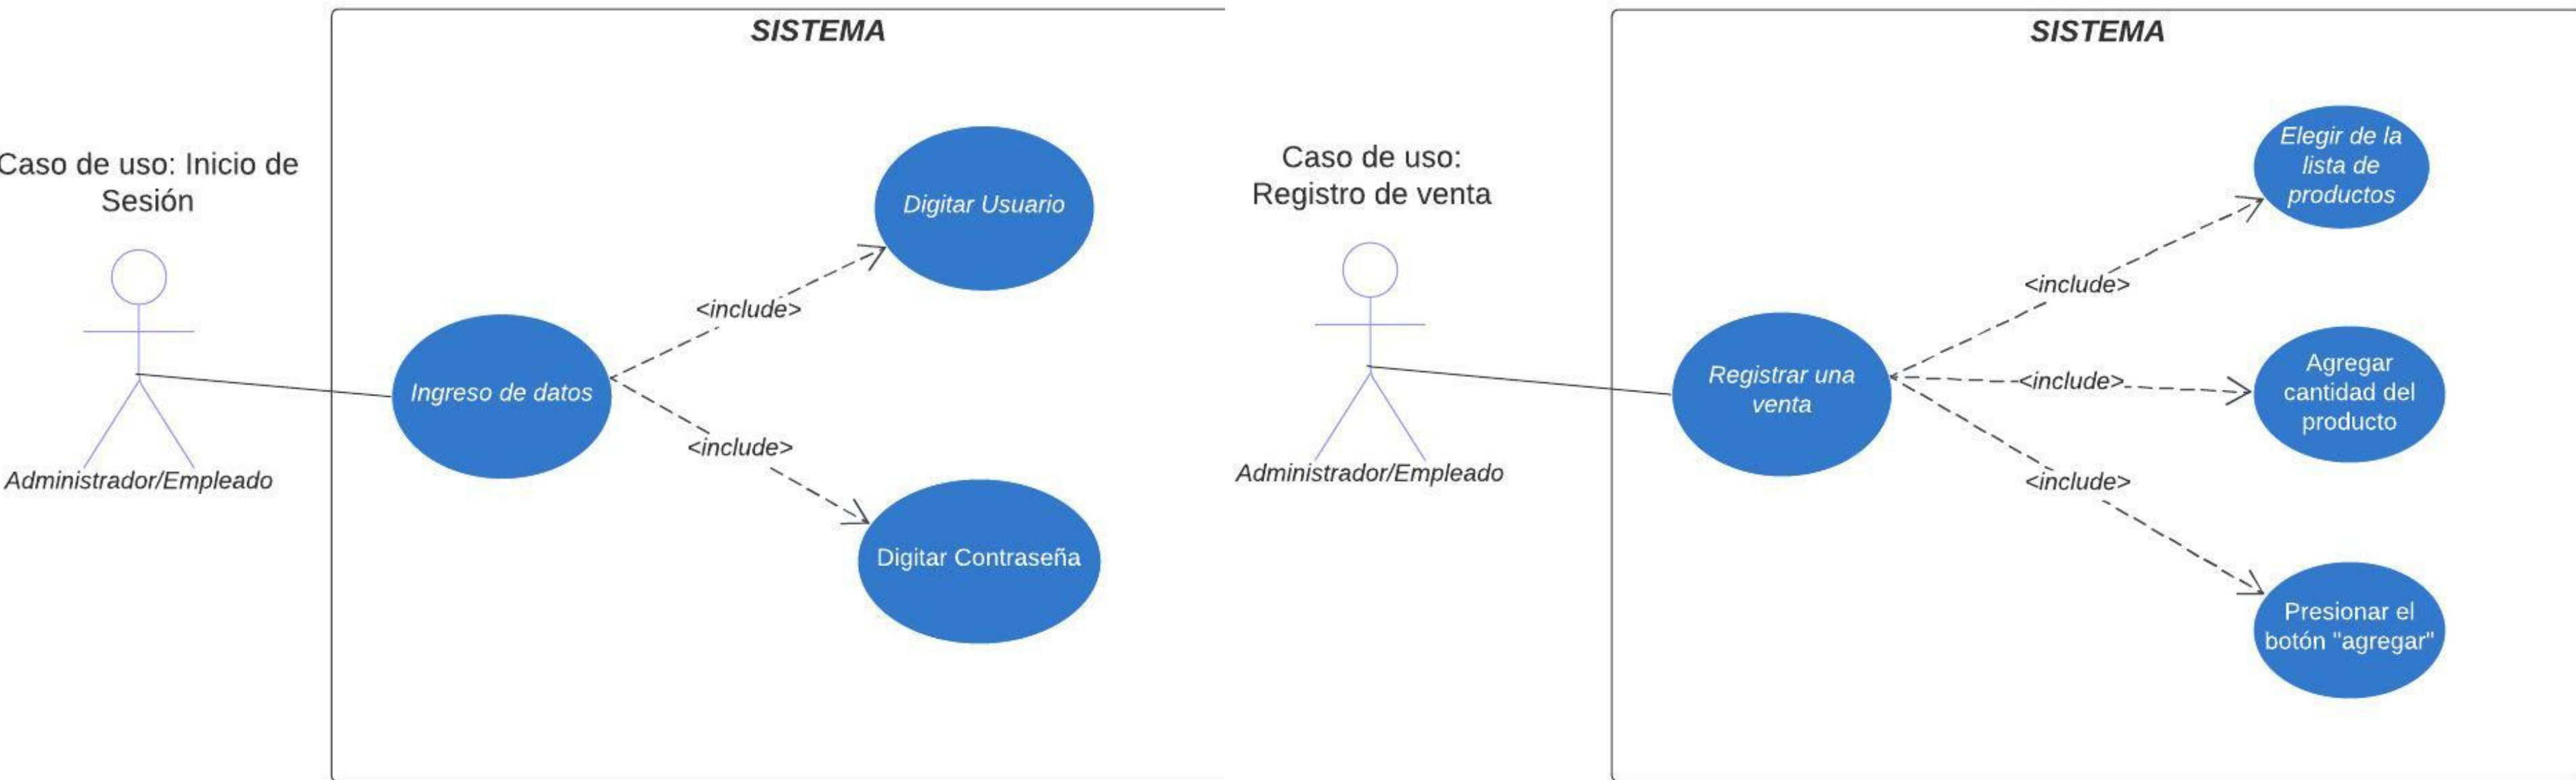 SISTEMA
Caso de uso: Inicio de
Sesión
Digitar Usuario
<include>
Ingreso de datos
<include>
Administrador/Empleado
Digitar Contraseña
SISTEMA
Caso de uso:
Registro de venta
Elegir de la
lista de
productos
<include>
Registrar una
venta
<include>
Agregar
cantidad del
producto
<include>
Administrador/Empleado
Presionar el
botón "agregar"